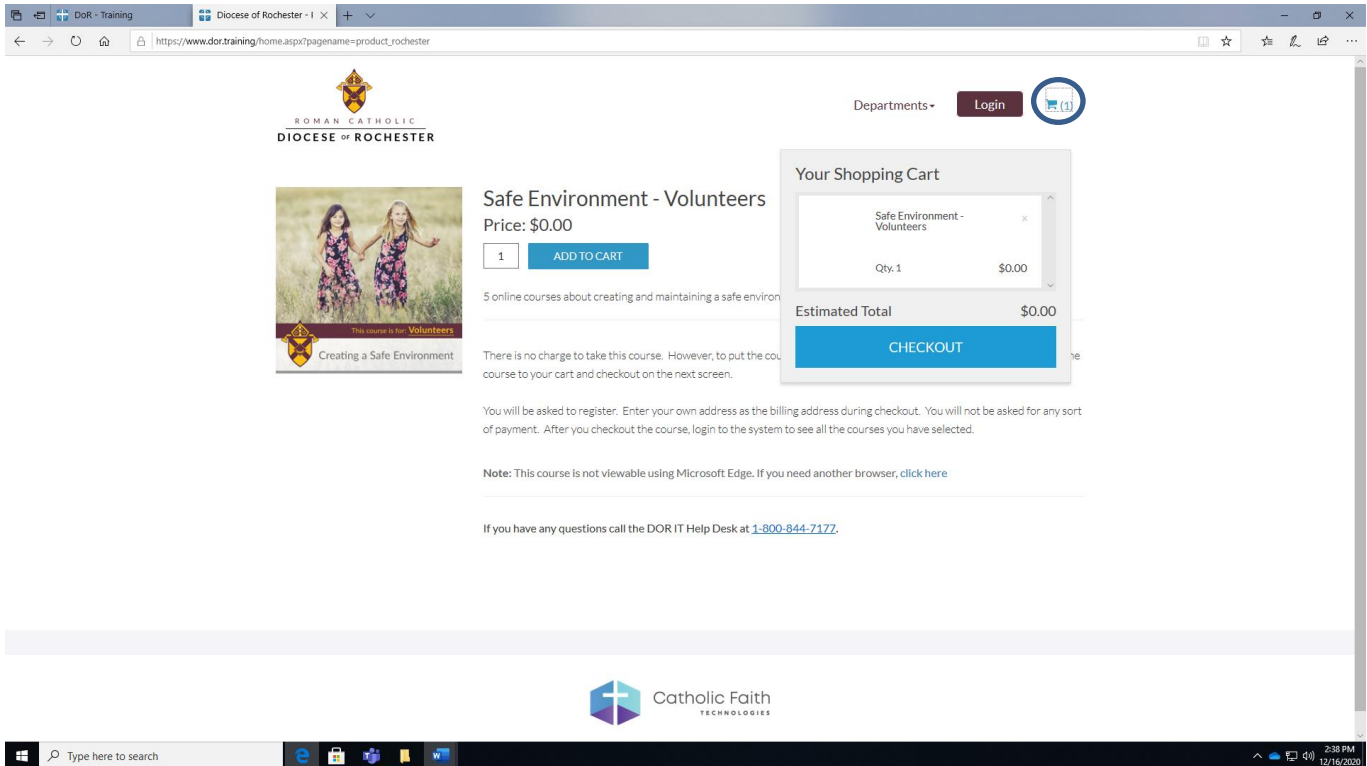 DoR - Training
Diocese of Rochester - I
https://www.dor.training/home.aspx?pagename=product_rochester
ROMAN CATHOLIC
DIOCESE OF ROCHESTER
Departments
Login
(1)
Your Shopping Cart
Safe Environment -
Volunteers
x
Qty. 1 $0.00
Estimated Total $0.00
CHECKOUT
This course is for: Volunteers
Creating a Safe Environment
Safe Environment - Volunteers
Price: $0.00
1 ADD TO CART
5 online courses about creating and maintaining a safe environ
There is no charge to take this course. However, to put the cou
course to your cart and checkout on the next screen.
You will be asked to register. Enter your own address as the billing address during checkout. You will not be asked for any sort
of payment. After you checkout the course, login to the system to see all the courses you have selected.
Note: This course is not viewable using Microsoft Edge. If you need another browser, click here
If you have any questions call the DOR IT Help Desk at 1-800-844-7177.
Catholic Faith
TECHNOLOGIES
Type here to search
2:38 PM
12/16/2020